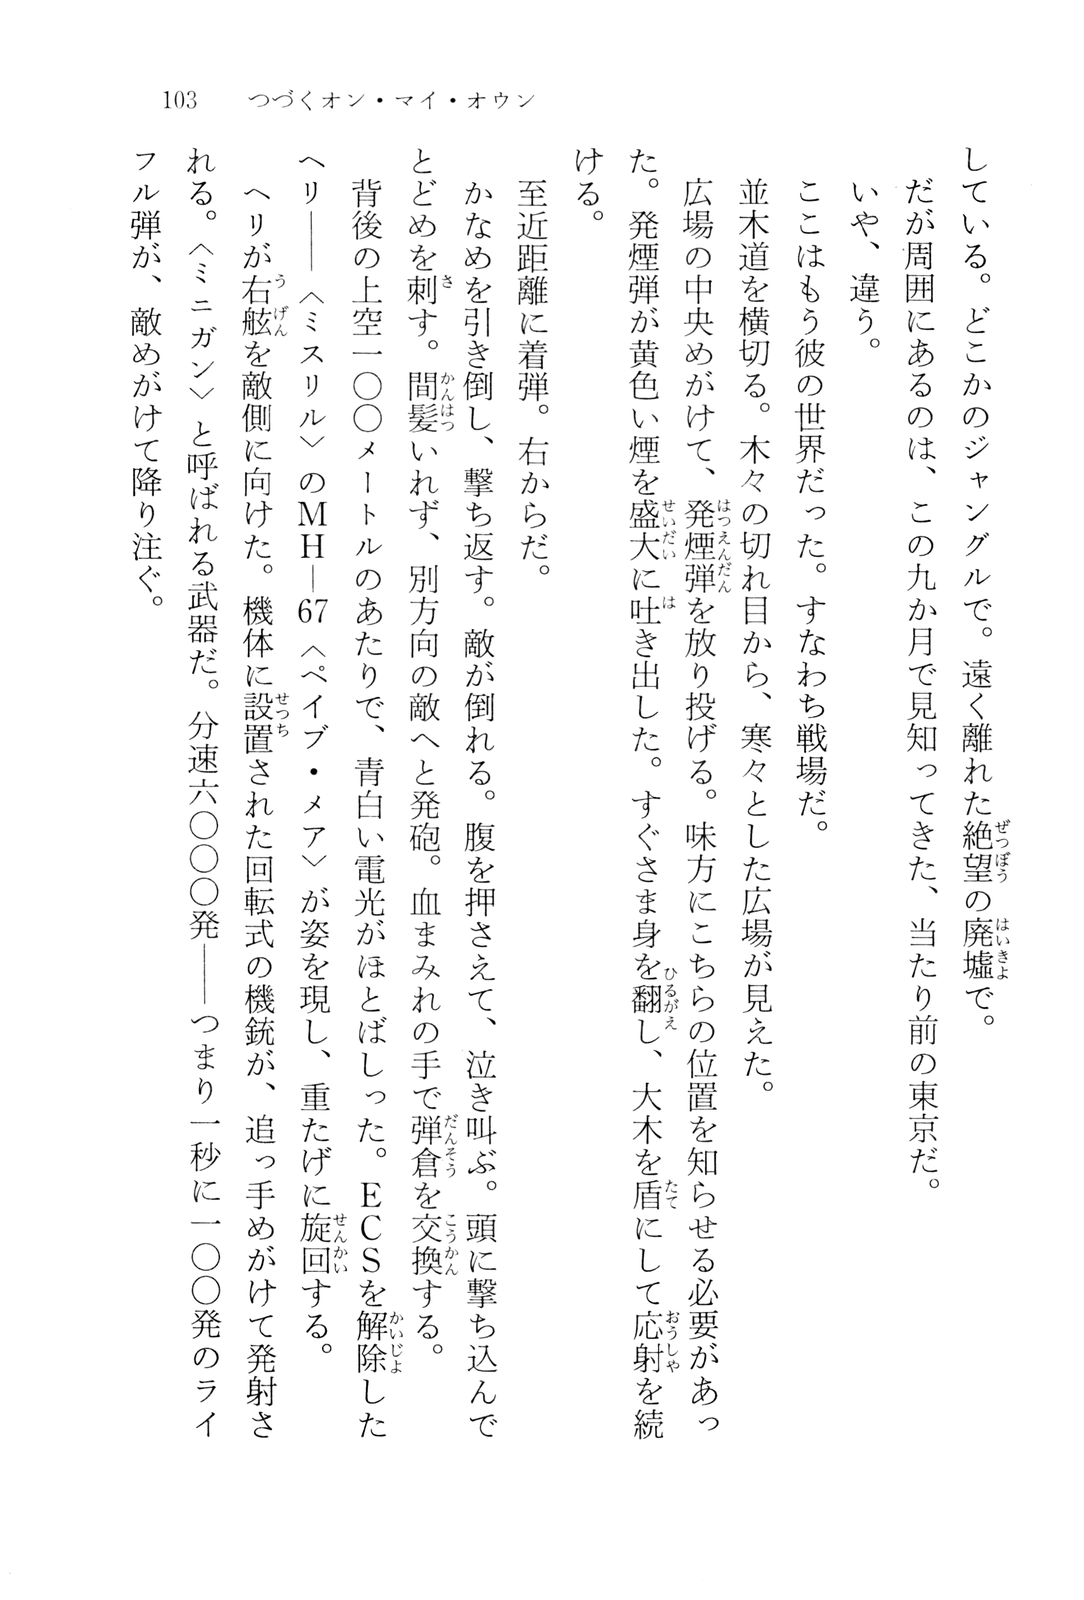 103　つづくオン・マイ・オウン
している。どこかのジャングルで。遠く離れた絶望の廃墟で。
だが周囲にあるのは、この九か月で見知ってきた、当たり前の東京だ。
いや、違う。
ここはもう彼の世界だった。すなわち戦場だ。
並木道を横切る。木々の切れ目から、寒々とした広場が見えた。
広場の中央めがけて、発煙弾を放り投げる。味方にこちらの位置を知らせる必要があっ
た。発煙弾が黄色い煙を盛大に吐き出した。すぐさま身を翻し、大木を盾にして応射を続
ける。
至近距離に着弾。右からだ。
かなめを引き倒し、撃ち返す。敵が倒れる。腹を押さえて、泣き叫ぶ。頭に撃ち込んで
とどめを刺す。間髪いれず、別方向の敵へと発砲。血まみれの手で弾倉を交換する。
背後の上空一〇〇メートルのあたりで、青白い電光がほとばしった。ＥＣＳを解除した
ヘリ――〈ミスリル〉のＭＨ―67〈ペイブ・メア〉が姿を現し、重たげに旋回する。
ヘリが右舷を敵側に向けた。機体に設置された回転式の機銃が、追っ手めがけて発射さ
れる。〈ミニガン〉と呼ばれる武器だ。分速六〇〇〇発――つまり一秒に一〇〇発のライ
フル弾が、敵めがけて降り注ぐ。